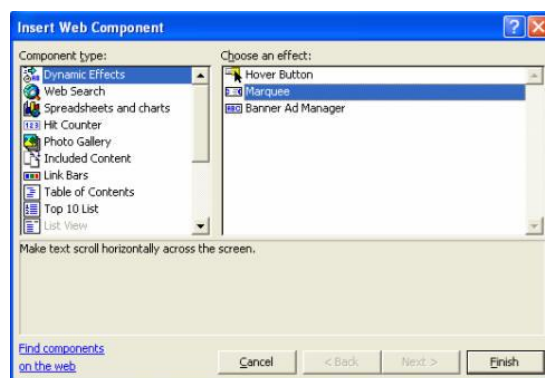 Insert Web Component
Component type:
Dynamic Effects
Web Search
Spreadsheets and charts
Hit Counter
Photo Gallery
Included Content
Link Bars
Table of Contents
Top 10 List
List View
Choose an effect:
Hover Button
Marquee
Banner Ad Manager
Make text scroll horizontally across the screen.
Find components
on the web
Cancel
< Back
Next >
Finish